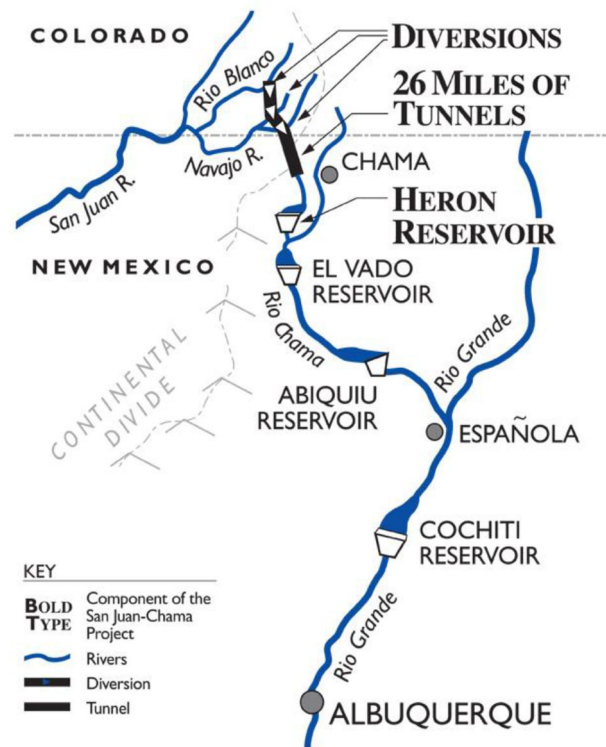 COLORADO
DIVERSIONS
26 MILES OF
TUNNELS
Rio Blanco
Navajo R.
San Juan R.
CHAMA
HERON
RESERVOIR
NEW MEXICO
EL VADO
RESERVOIR
Rio Chama
Rio Grande
CONTINENTAL
DIVIDE
ABIQUIU
RESERVOIR
ESPAÑOLA
COCHITI
RESERVOIR
Rio Grande
ALBUQUERQUE
KEY
BOLD
TYPE
Component of the
San Juan-Chama
Project
Rivers
Diversion
Tunnel